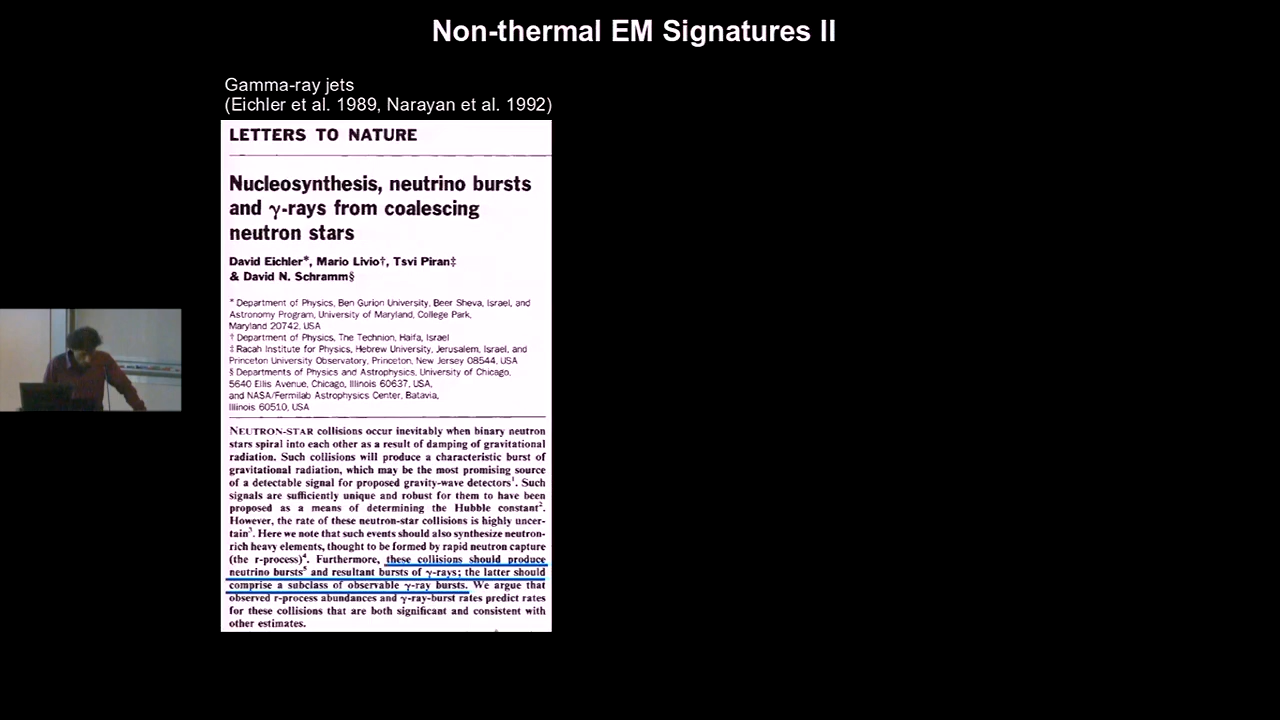 Non-thermal EM Signatures II
Gamma-ray jets
(Eichler et al. 1989, Narayan et al. 1992)
LETTERS TO NATURE
Nucleosynthesis, neutrino bursts
and γ-rays from coalescing
neutron stars
David Eichler*, Mario Livio†, Tsvi Piran‡
& David N. Schramm§
* Department of Physics, Ben Gurion University, Beer Sheva, Israel, and
Astronomy Program, University of Maryland, College Park,
Maryland 20742, USA
† Department of Physics, The Technion, Haifa, Israel
‡ Racah Institute for Physics, Hebrew University, Jerusalem, Israel, and
Princeton University Observatory, Princeton, New Jersey 08544, USA
§ Departments of Physics and Astrophysics, University of Chicago,
5640 Ellis Avenue, Chicago, Illinois 60637, USA,
and NASA/Fermilab Astrophysics Center, Batavia,
Illinois 60510, USA
NEUTRON-STAR collisions occur inevitably when binary neutron
stars spiral into each other as a result of damping of gravitational
radiation. Such collisions will produce a characteristic burst of
gravitational radiation, which may be the most promising source
of a detectable signal for proposed gravity-wave detectors¹. Such
signals are sufficiently unique and robust for them to have been
proposed as a means of determining the Hubble constant².
However, the rate of these neutron-star collisions is highly uncer-
tain³. Here we note that such events should also synthesize neutron-
rich heavy elements, thought to be formed by rapid neutron capture
(the r-process)⁴. Furthermore, these collisions should produce
neutrino bursts⁵ and resultant bursts of γ-rays; the latter should
comprise a subclass of observable γ-ray bursts. We argue that
observed r-process abundances and γ-ray-burst rates predict rates
for these collisions that are both significant and consistent with
other estimates.